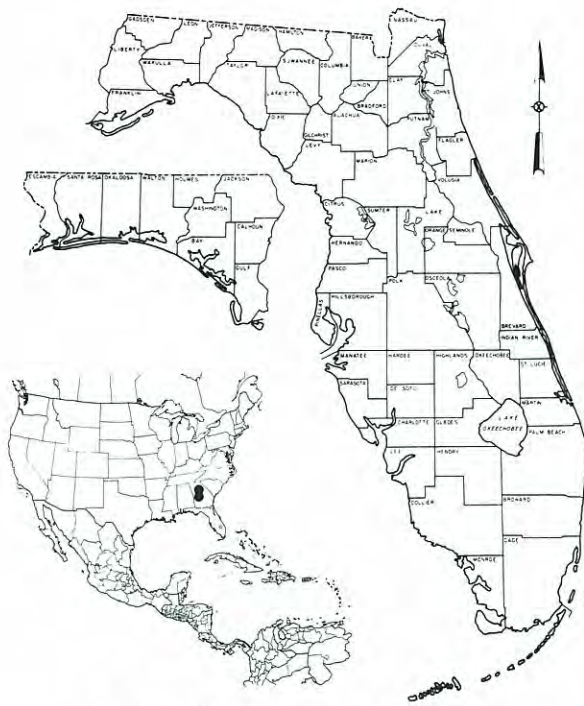 NASSAU
GADSDEN
LEON
JEFFERSON
MADISON
HAMILTON
BAKER
DUVAL
LIBERTY
WAKULLA
TAYLOR
SUWANNEE
COLUMBIA
UNION
CLAY
ST JOHNS
FRANKLIN
LAFAYETTE
BRADFORD
ALACHUA
PUTNAM
DIXIE
GILCHRIST
FLAGLER
LEVY
MARION
VOLUSIA
ESCAMBIA
SANTA ROSA
OKALOOSA
WALTON
HOLMES
JACKSON
WASHINGTON
BAY
CALHOUN
GULF
CITRUS
SUMTER
LAKE
ORANGE
SEMINOLE
HERNANDO
PASCO
OSCEOLA
POLK
PINELLAS
HILLSBOROUGH
BREVARD
INDIAN RIVER
MANATEE
HARDEE
HIGHLANDS
OKEECHOBEE
ST. LUCIE
SARASOTA
DE SOTO
MARTIN
CHARLOTTE
GLADES
LAKE
OKEECHOBEE
PALM BEACH
LEE
HENDRY
COLLIER
BROWARD
DADE
MONROE